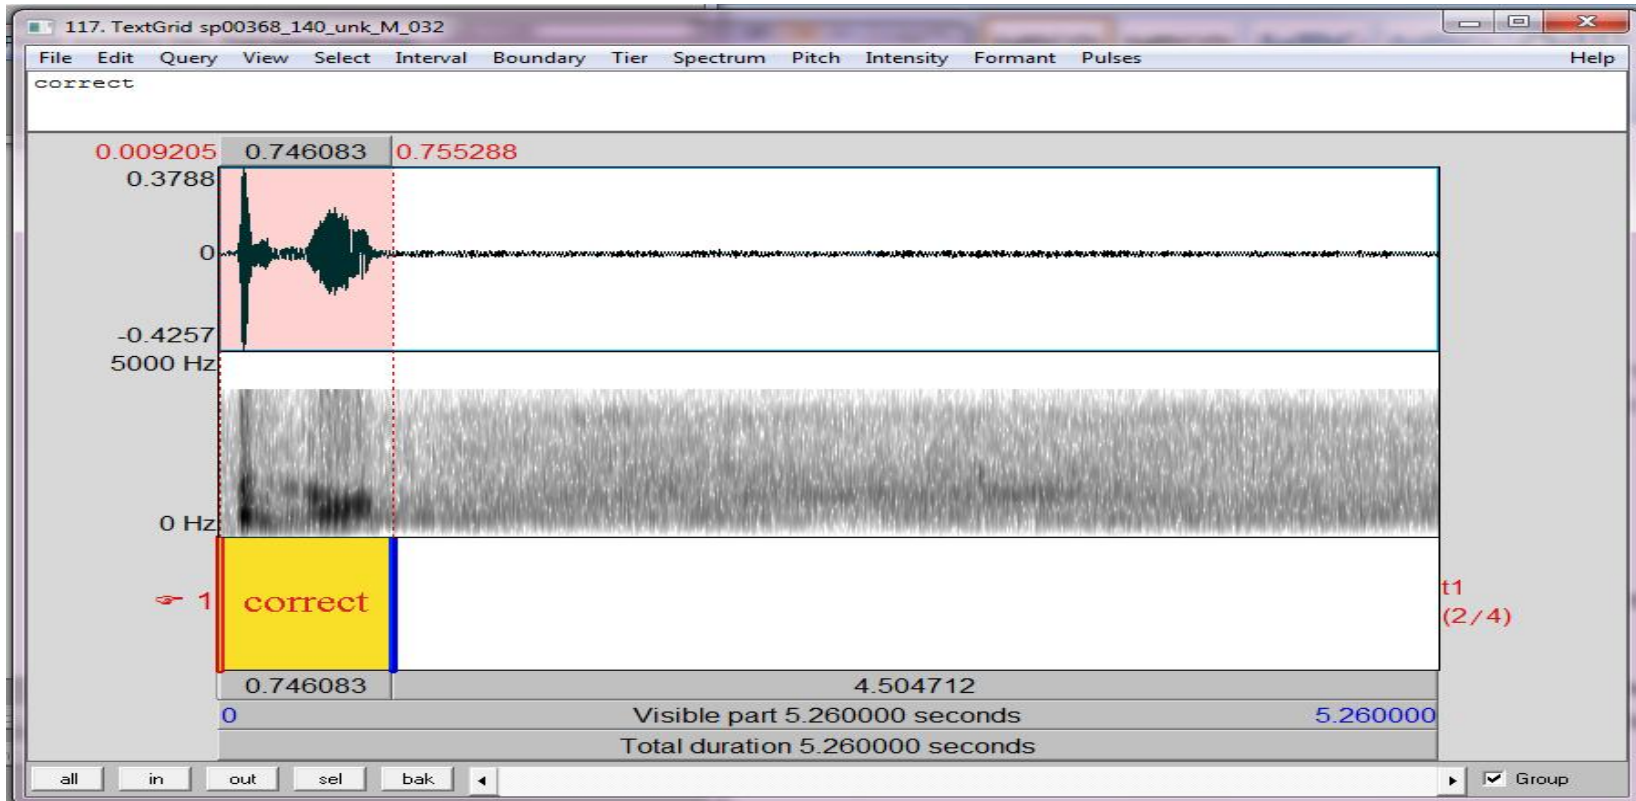 117. TextGrid sp00368_140_unk_M_032
File Edit Query View Select Interval Boundary Tier Spectrum Pitch Intensity Formant Pulses Help
correct
0.009205 0.746083 0.755288
0.3788
0
-0.4257
5000 Hz
0 Hz
☞ 1 correct t1
(2/4)
0.746083 4.504712
0 Visible part 5.260000 seconds 5.260000
Total duration 5.260000 seconds
all in out sel bak Group